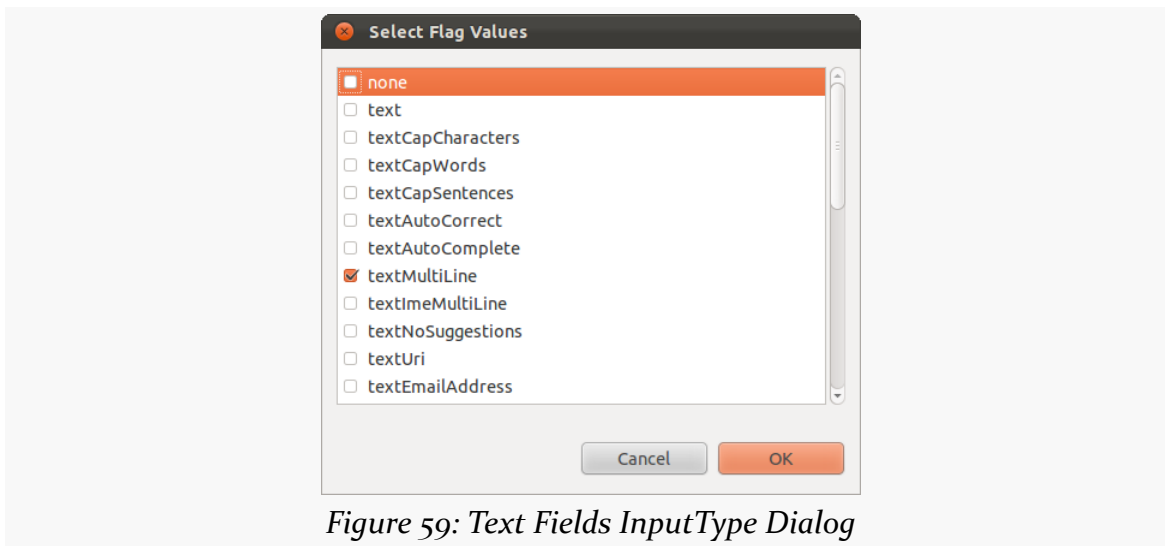 Select Flag Values
none
text
textCapCharacters
textCapWords
textCapSentences
textAutoCorrect
textAutoComplete
textMultiLine
textImeMultiLine
textNoSuggestions
textUri
textEmailAddress
Cancel OK
Figure 59: Text Fields InputType Dialog